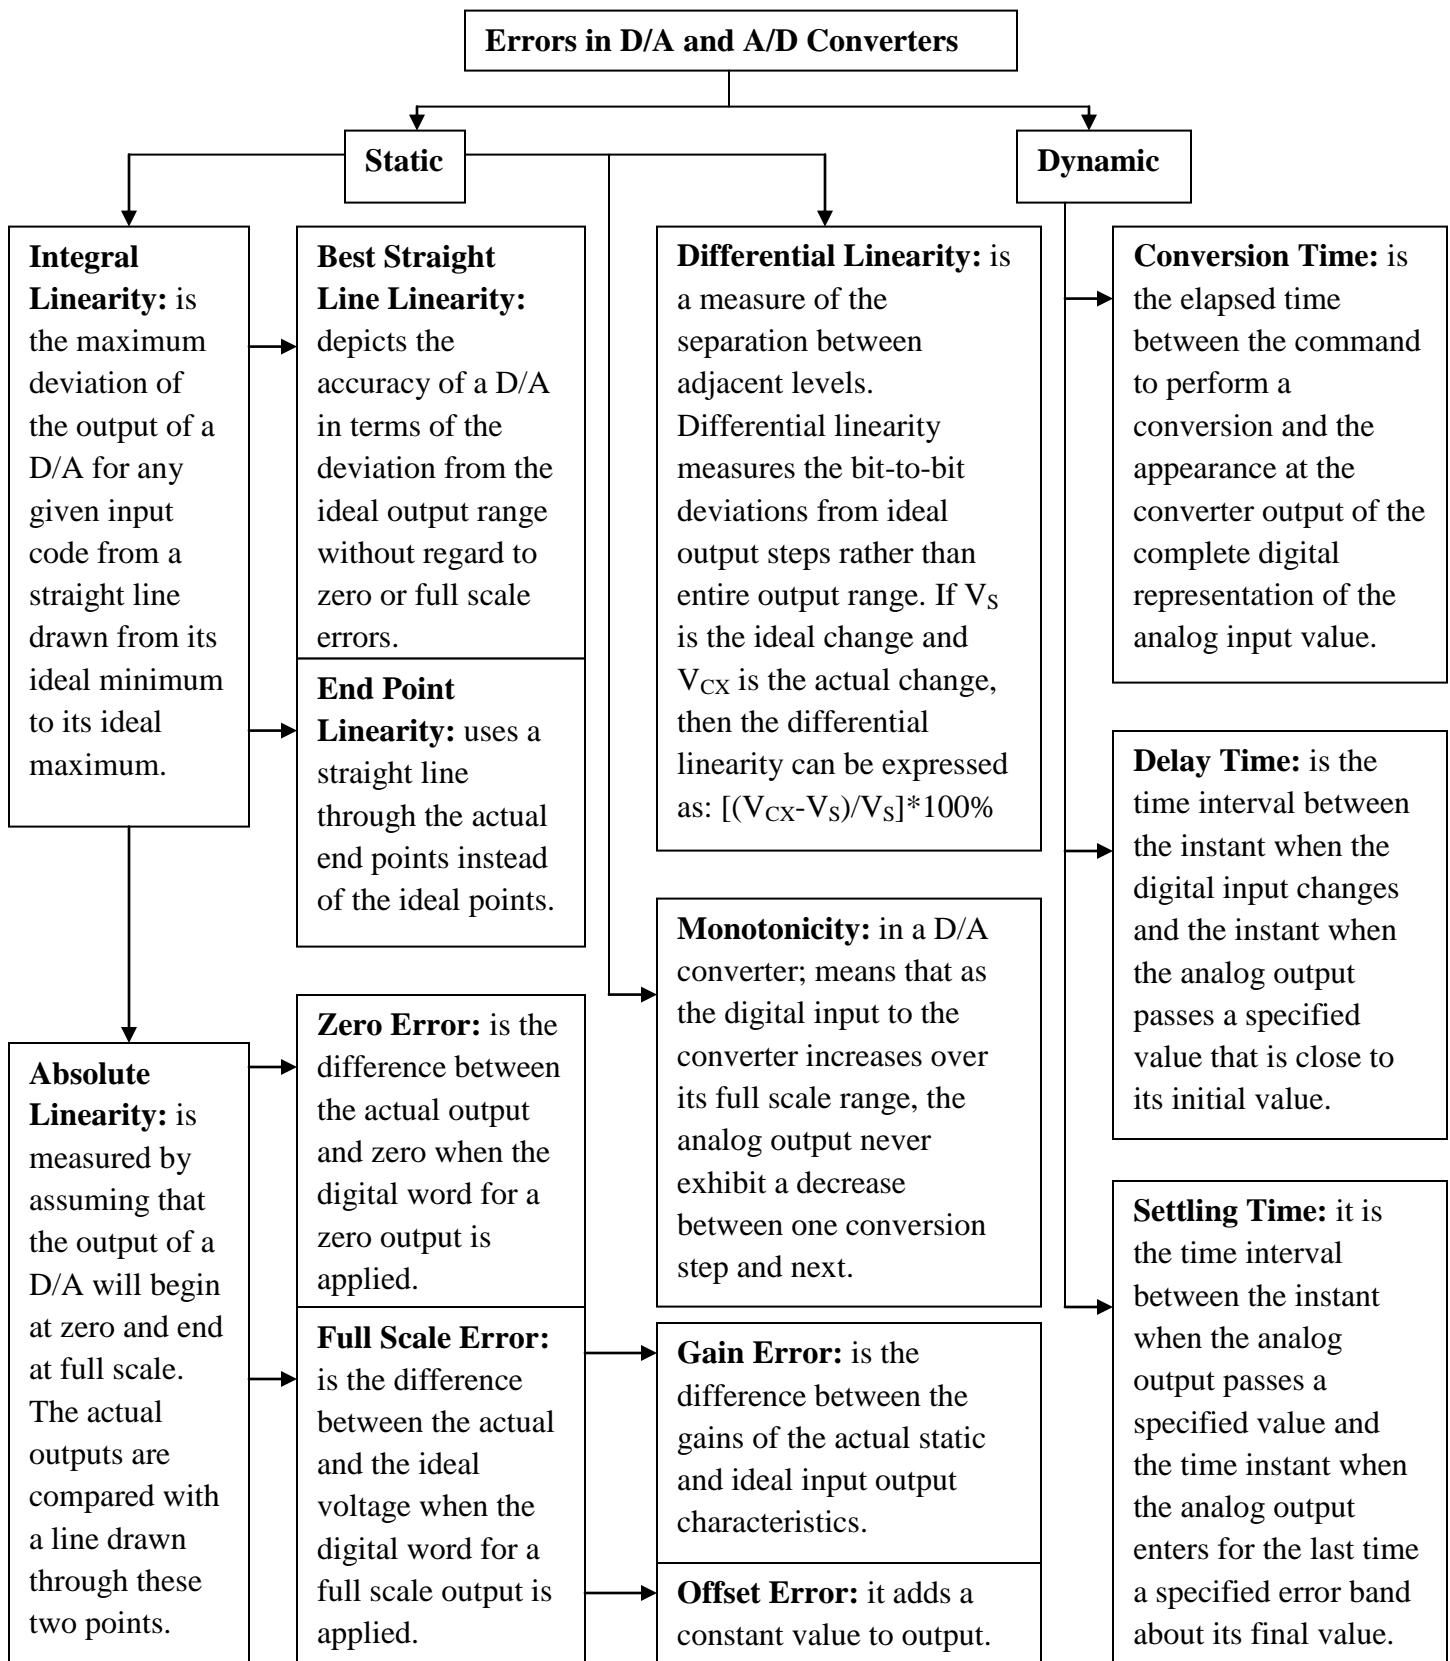 Errors in D/A and A/D Converters
Static
Dynamic
Integral
Linearity: is
the maximum
deviation of
the output of a
D/A for any
given input
code from a
straight line
drawn from its
ideal minimum
to its ideal
maximum.
Best Straight
Line Linearity:
depicts the
accuracy of a D/A
in terms of the
deviation from the
ideal output range
without regard to
zero or full scale
errors.
End Point
Linearity: uses a
straight line
through the actual
end points instead
of the ideal points.
Differential Linearity: is
a measure of the
separation between
adjacent levels.
Differential linearity
measures the bit-to-bit
deviations from ideal
output steps rather than
entire output range. If VS
is the ideal change and
VCX is the actual change,
then the differential
linearity can be expressed
as: [(VCX-VS)/VS]*100%
Conversion Time: is
the elapsed time
between the command
to perform a
conversion and the
appearance at the
converter output of the
complete digital
representation of the
analog input value.
Delay Time: is the
time interval between
the instant when the
digital input changes
and the instant when
the analog output
passes a specified
value that is close to
its initial value.
Monotonicity: in a D/A
converter; means that as
the digital input to the
converter increases over
its full scale range, the
analog output never
exhibit a decrease
between one conversion
step and next.
Absolute
Linearity: is
measured by
assuming that
the output of a
D/A will begin
at zero and end
at full scale.
The actual
outputs are
compared with
a line drawn
through these
two points.
Zero Error: is the
difference between
the actual output
and zero when the
digital word for a
zero output is
applied.
Full Scale Error:
is the difference
between the actual
and the ideal
voltage when the
digital word for a
full scale output is
applied.
Gain Error: is the
difference between the
gains of the actual static
and ideal input output
characteristics.
Offset Error: it adds a
constant value to output.
Settling Time: it is
the time interval
between the instant
when the analog
output passes a
specified value and
the time instant when
the analog output
enters for the last time
a specified error band
about its final value.